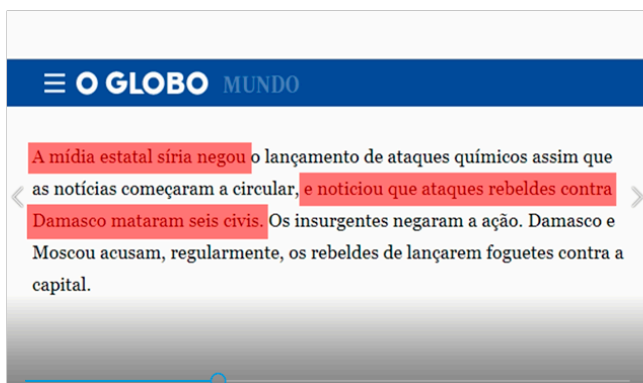 O GLOBO MUNDO
A mídia estatal síria negou o lançamento de ataques químicos assim que
as notícias começaram a circular, e noticiou que ataques rebeldes contra
Damasco mataram seis civis. Os insurgentes negaram a ação. Damasco e
Moscou acusam, regularmente, os rebeldes de lançarem foguetes contra a
capital.